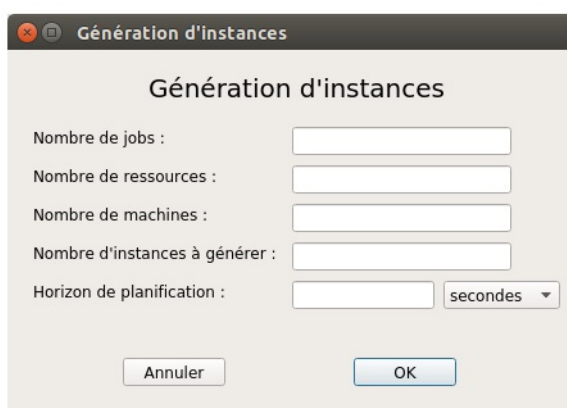 Génération d'instances
Génération d'instances
Nombre de jobs :
Nombre de ressources :
Nombre de machines :
Nombre d'instances à générer :
Horizon de planification : secondes
Annuler OK